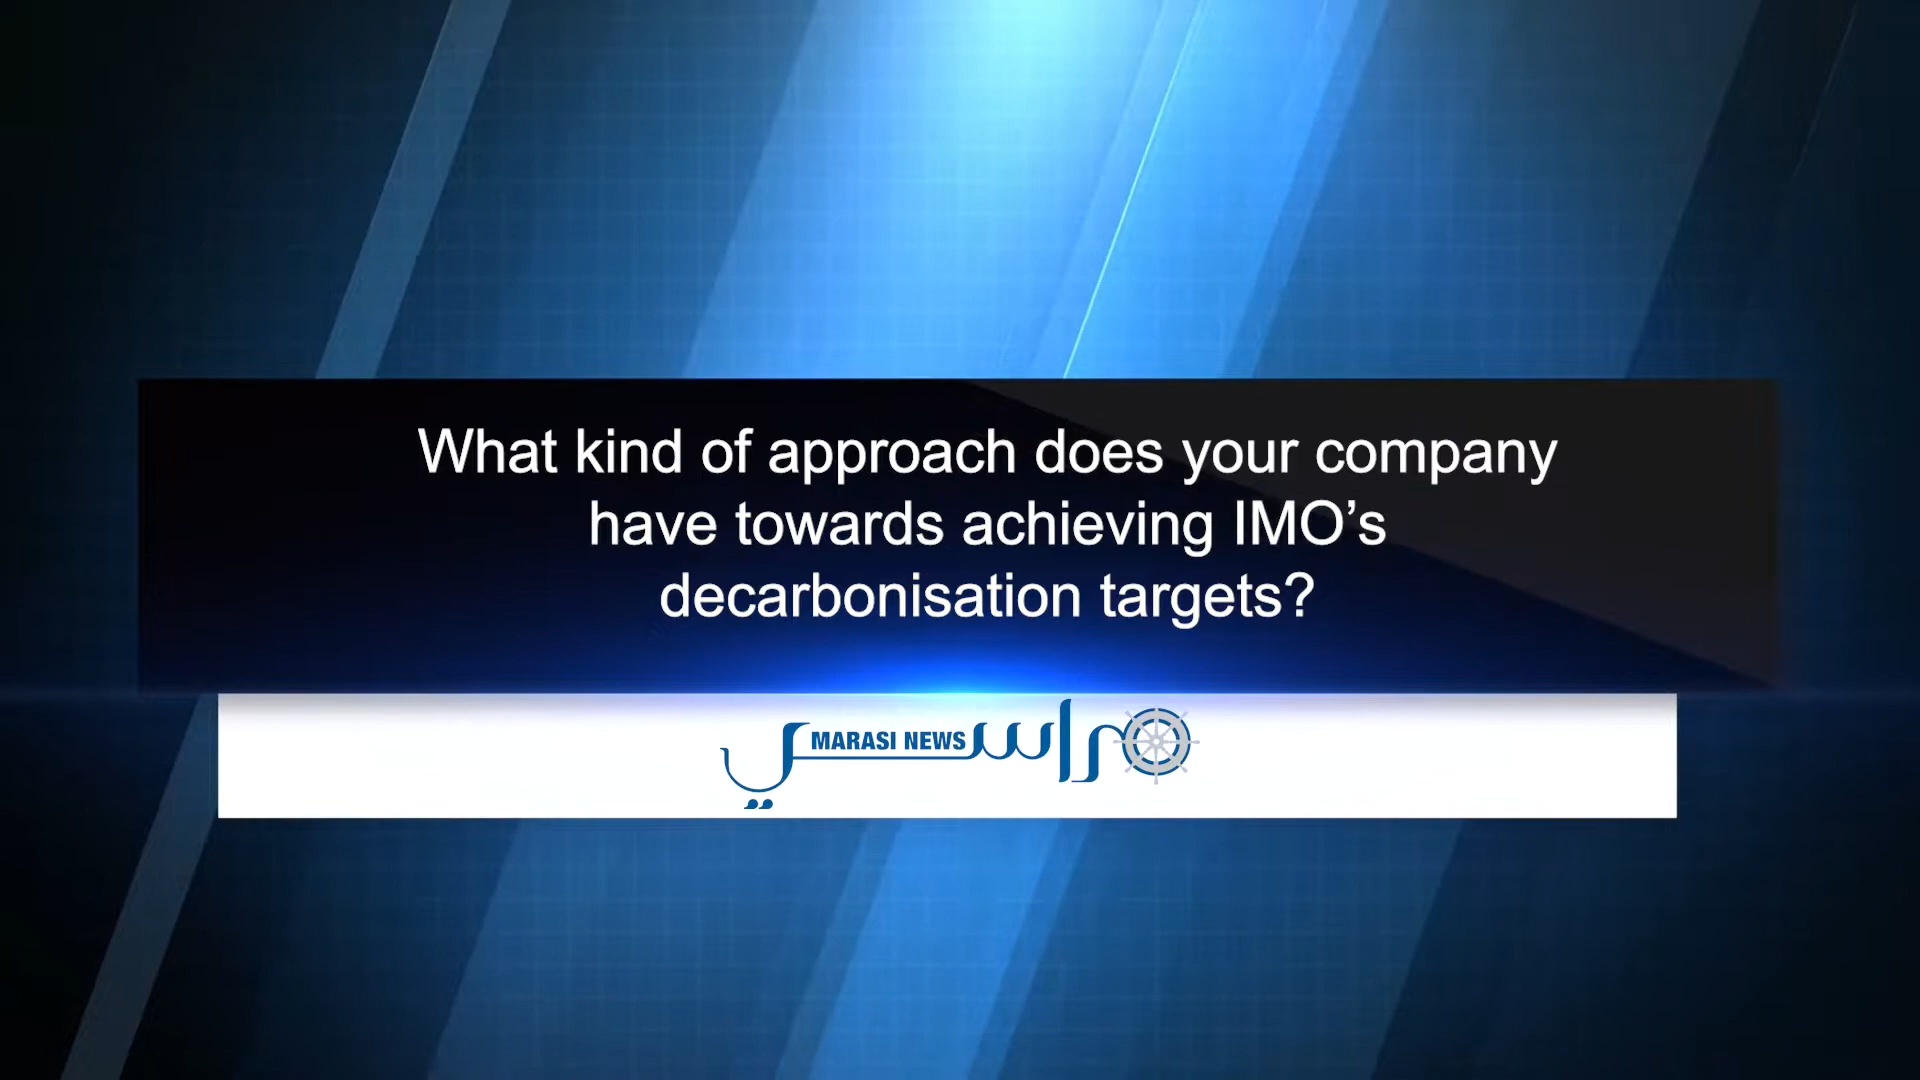 What kind of approach does your company
have towards achieving IMO’s
decarbonisation targets?
مراسي
MARASI NEWS